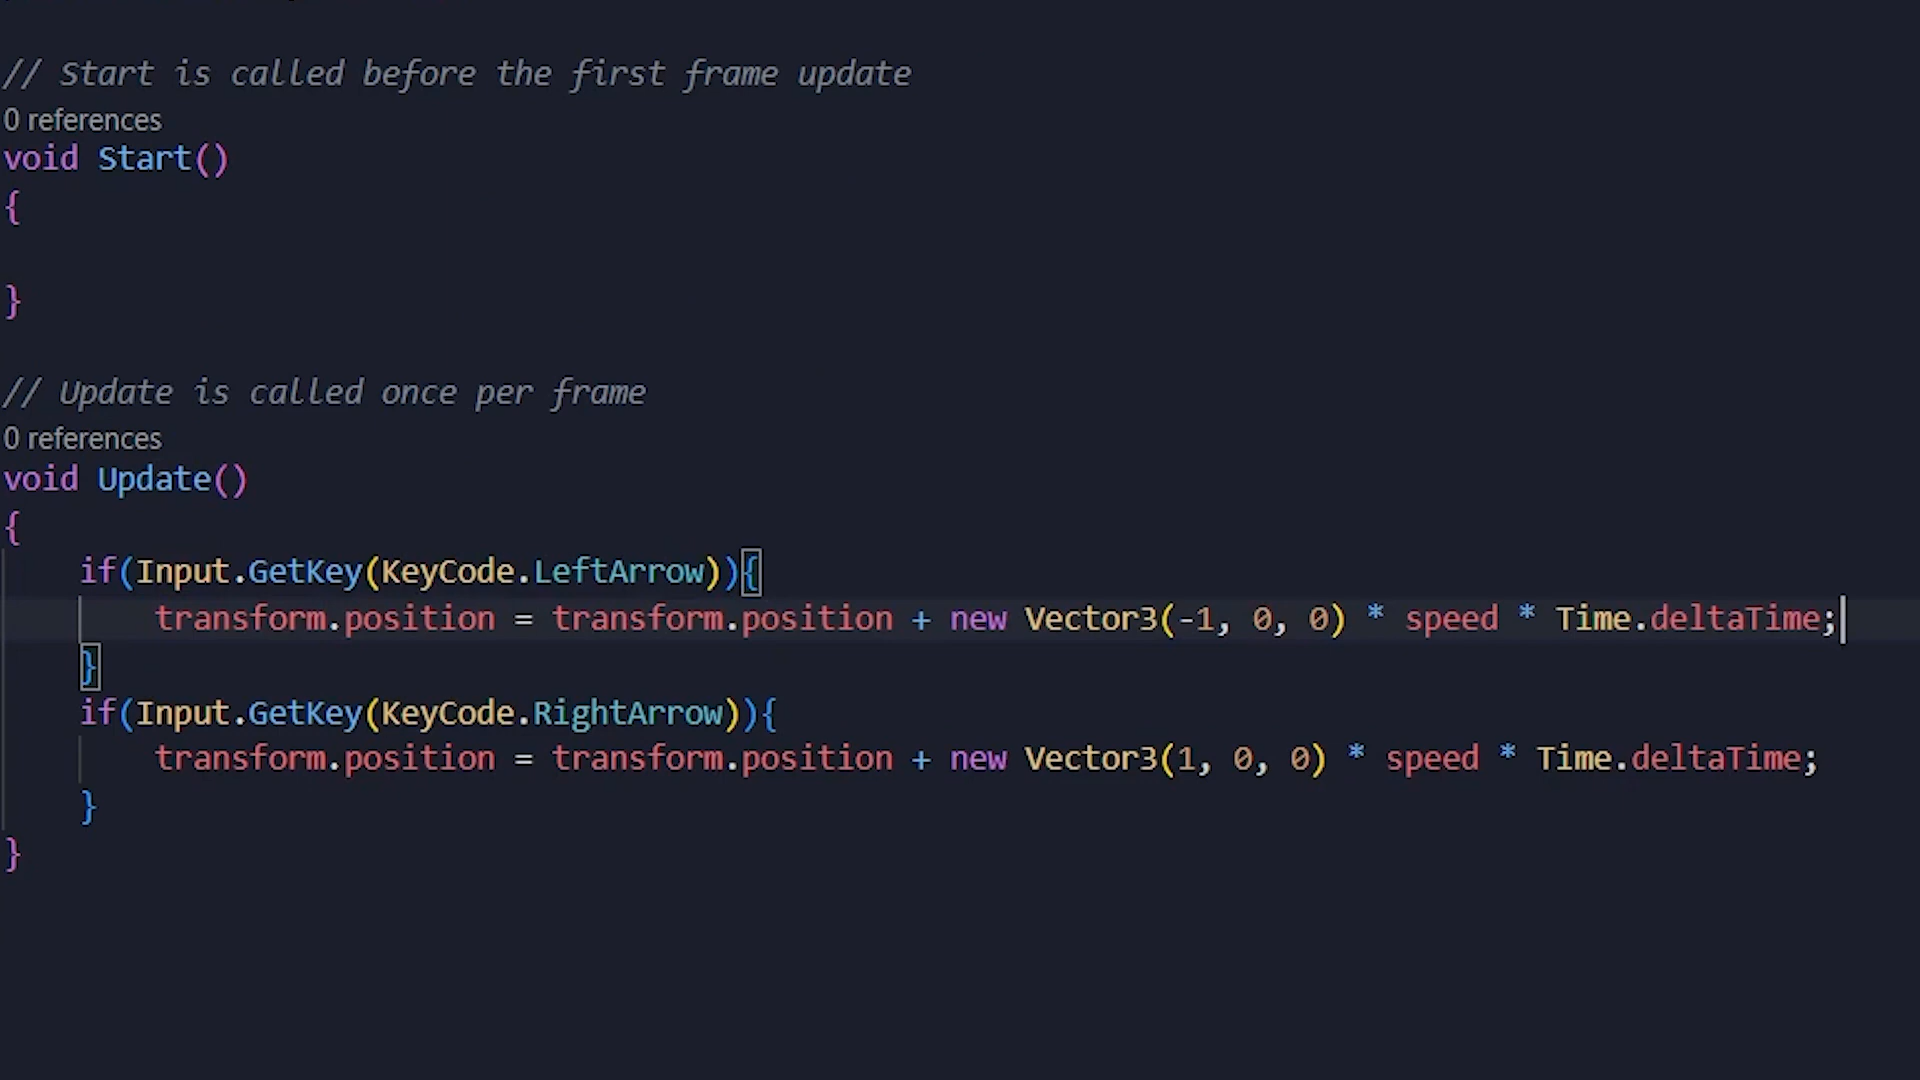 // Start is called before the first frame update
0 references
void Start()
{
}
// Update is called once per frame
0 references
void Update()
{
if(Input.GetKey(KeyCode.LeftArrow)){
transform.position = transform.position + new Vector3(-1, 0, 0) * speed * Time.deltaTime;
}
if(Input.GetKey(KeyCode.RightArrow)){
transform.position = transform.position + new Vector3(1, 0, 0) * speed * Time.deltaTime;
}
}